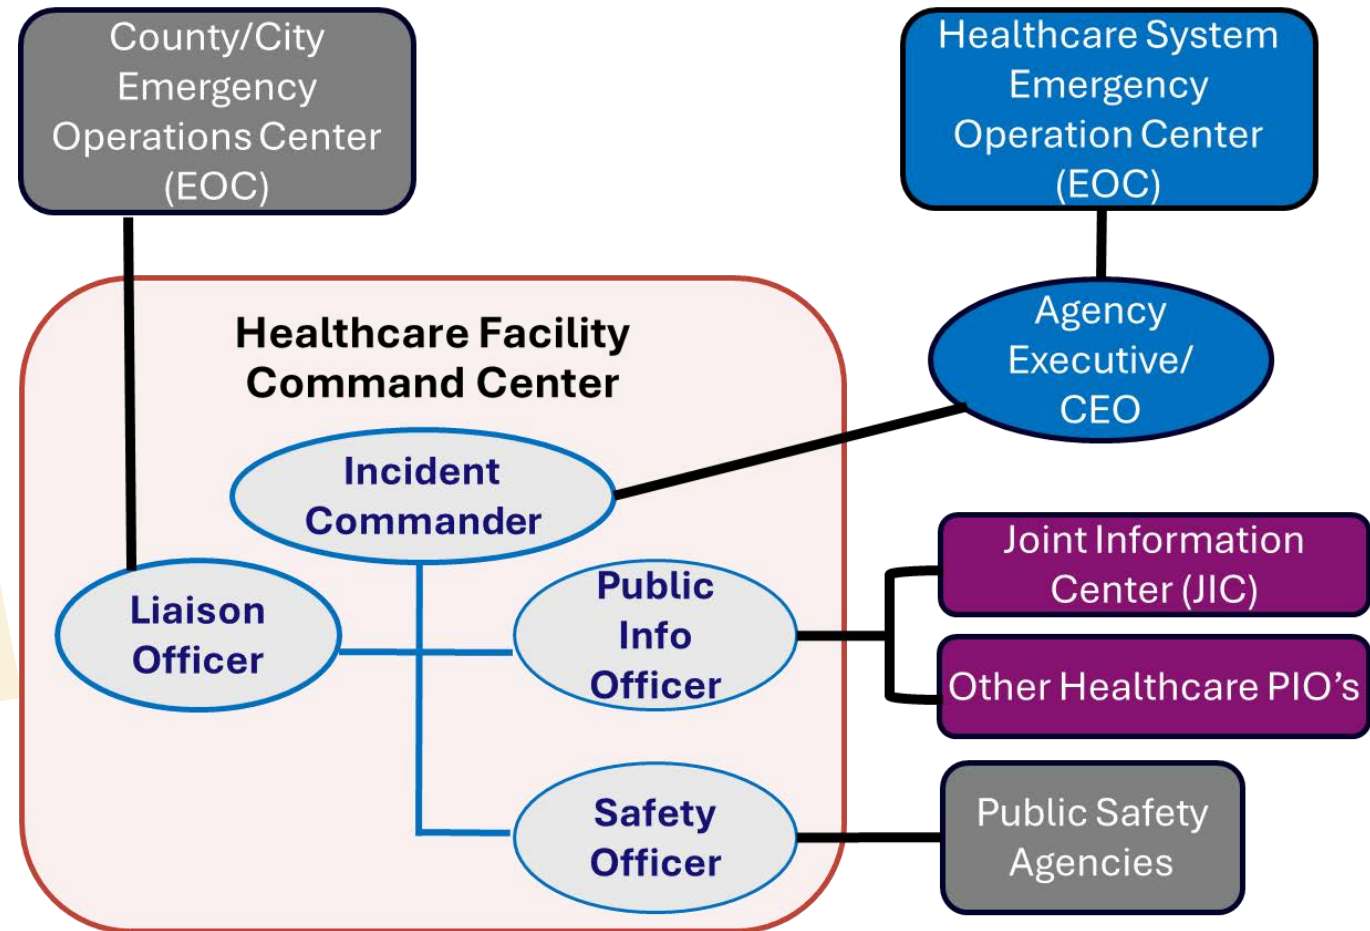 County/City
Emergency
Operations Center
(EOC)
Healthcare System
Emergency
Operation Center
(EOC)
Agency
Executive/
CEO
Healthcare Facility
Command Center
Incident
Commander
Liaison
Officer
Public
Info
Officer
Joint Information
Center (JIC)
Other Healthcare PIO’s
Safety
Officer
Public Safety
Agencies